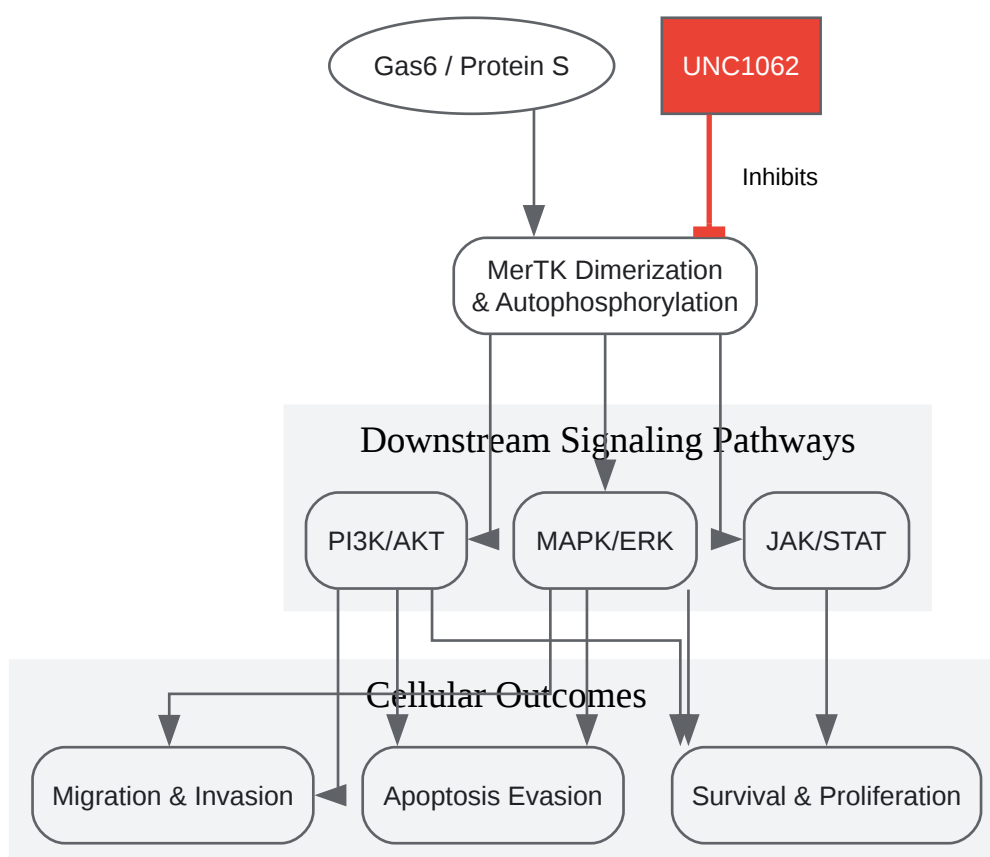 Gas6 / Protein S
UNC1062
Inhibits
MerTK Dimerization
& Autophosphorylation
Downstream Signaling Pathways
PI3K/AKT
MAPK/ERK
JAK/STAT
Cellular Outcomes
Migration & Invasion
Apoptosis Evasion
Survival & Proliferation